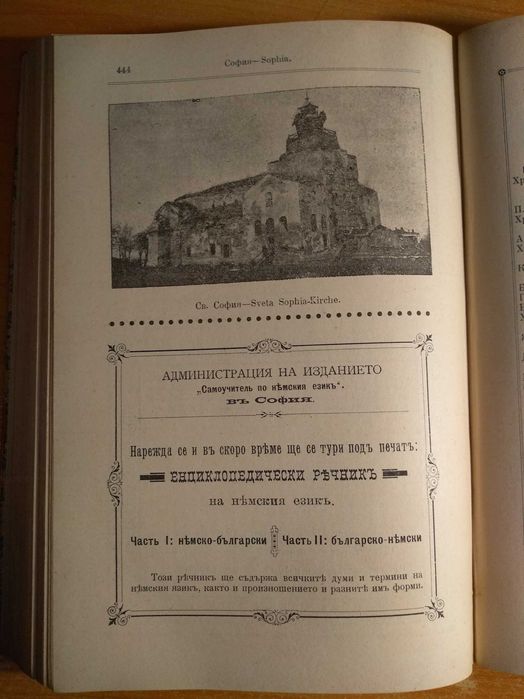 444
София—Sophia.
Св. София—Sveta Sophia-Kirche.
АДМИНИСТРАЦИЯ НА ИЗДАНИЕТО
„Самоучитель по нѣмския езикъ“.
въ София.
Нарежда се и въ скоро врѣме ще се тури подъ печатъ:
ЕНЦИКЛОПЕДИЧЕСКИ РѢЧНИКЪ
на нѣмския езикъ.
Часть I: нѣмско-български Часть II: българско-нѣмски
Този рѣчникъ ще съдържа всичкитѣ думи и термини на
нѣмския язикъ, както и произношението и разнитѣ имъ форми.